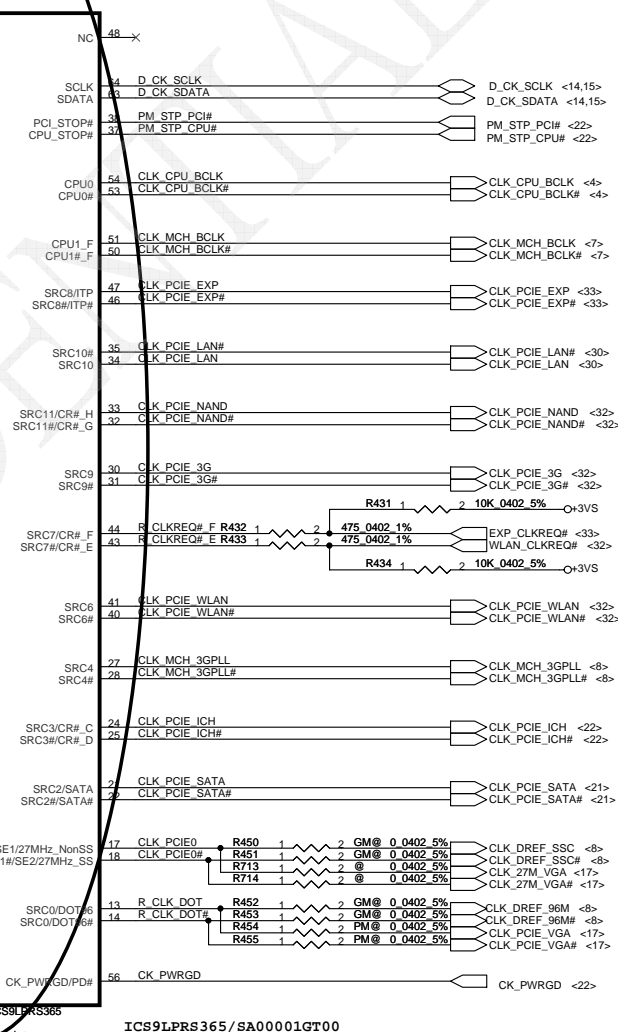 NC 48
SCLK 64 D_CK_SCLK D_CK_SCLK <14,15>
SDATA 63 D_CK_SDATA D_CK_SDATA <14,15>
PCI_STOP# 38 PM_STP_PCI# PM_STP_PCI# <22>
CPU_STOP# 37 PM_STP_CPU# PM_STP_CPU# <22>
CPU0 54 CLK_CPU_BCLK CLK_CPU_BCLK <4>
CPU0# 53 CLK_CPU_BCLK# CLK_CPU_BCLK# <4>
CPU1_F 51 CLK_MCH_BCLK CLK_MCH_BCLK <7>
CPU1#_F 50 CLK_MCH_BCLK# CLK_MCH_BCLK# <7>
SRC8/ITP 47 CLK_PCIE_EXP CLK_PCIE_EXP <33>
SRC8#/ITP# 46 CLK_PCIE_EXP# CLK_PCIE_EXP# <33>
SRC10# 35 CLK_PCIE_LAN# CLK_PCIE_LAN# <30>
SRC10 34 CLK_PCIE_LAN CLK_PCIE_LAN <30>
SRC11/CR#_H 33 CLK_PCIE_NAND CLK_PCIE_NAND <32>
SRC11#/CR#_G 32 CLK_PCIE_NAND# CLK_PCIE_NAND# <32>
SRC9 30 CLK_PCIE_3G CLK_PCIE_3G <32>
SRC9# 31 CLK_PCIE_3G# CLK_PCIE_3G# <32>
R431 1 2 10K_0402_5% +3VS
SRC7/CR#_F 44 R_CLKREQ#_F R432 1 2 475_0402_1% EXP_CLKREQ# <33>
SRC7#/CR#_E 43 R_CLKREQ#_E R433 1 2 475_0402_1% WLAN_CLKREQ# <32>
R434 1 2 10K_0402_5% +3VS
SRC6 41 CLK_PCIE_WLAN CLK_PCIE_WLAN <32>
SRC6# 40 CLK_PCIE_WLAN# CLK_PCIE_WLAN# <32>
SRC4 27 CLK_MCH_3GPLL CLK_MCH_3GPLL <8>
SRC4# 28 CLK_MCH_3GPLL# CLK_MCH_3GPLL# <8>
SRC3/CR#_C 24 CLK_PCIE_ICH CLK_PCIE_ICH <22>
SRC3#/CR#_D 25 CLK_PCIE_ICH# CLK_PCIE_ICH# <22>
SRC2/SATA 21 CLK_PCIE_SATA CLK_PCIE_SATA <21>
SRC2#/SATA# 22 CLK_PCIE_SATA# CLK_PCIE_SATA# <21>
SE1/27MHz_NonSS 17 CLK_PCIE0 R450 1 2 GM@ 0_0402_5% CLK_DREF_SSC <8>
1#/SE2/27MHz_SS 18 CLK_PCIE0# R451 1 2 GM@ 0_0402_5% CLK_DREF_SSC# <8>
R713 1 2 @ 0_0402_5% CLK_27M_VGA <17>
R714 1 2 @ 0_0402_5% CLK_27M_VGA# <17>
SRC0/DOT96 13 R_CLK_DOT R452 1 2 GM@ 0_0402_5% CLK_DREF_96M <8>
SRC0/DOT96# 14 R_CLK_DOT# R453 1 2 GM@ 0_0402_5% CLK_DREF_96M# <8>
R454 1 2 PM@ 0_0402_5% CLK_PCIE_VGA <17>
R455 1 2 PM@ 0_0402_5% CLK_PCIE_VGA# <17>
CK_PWRGD/PD# 56 CK_PWRGD CK_PWRGD <22>
CS9LPRS365
ICS9LPRS365/SA00001GT00